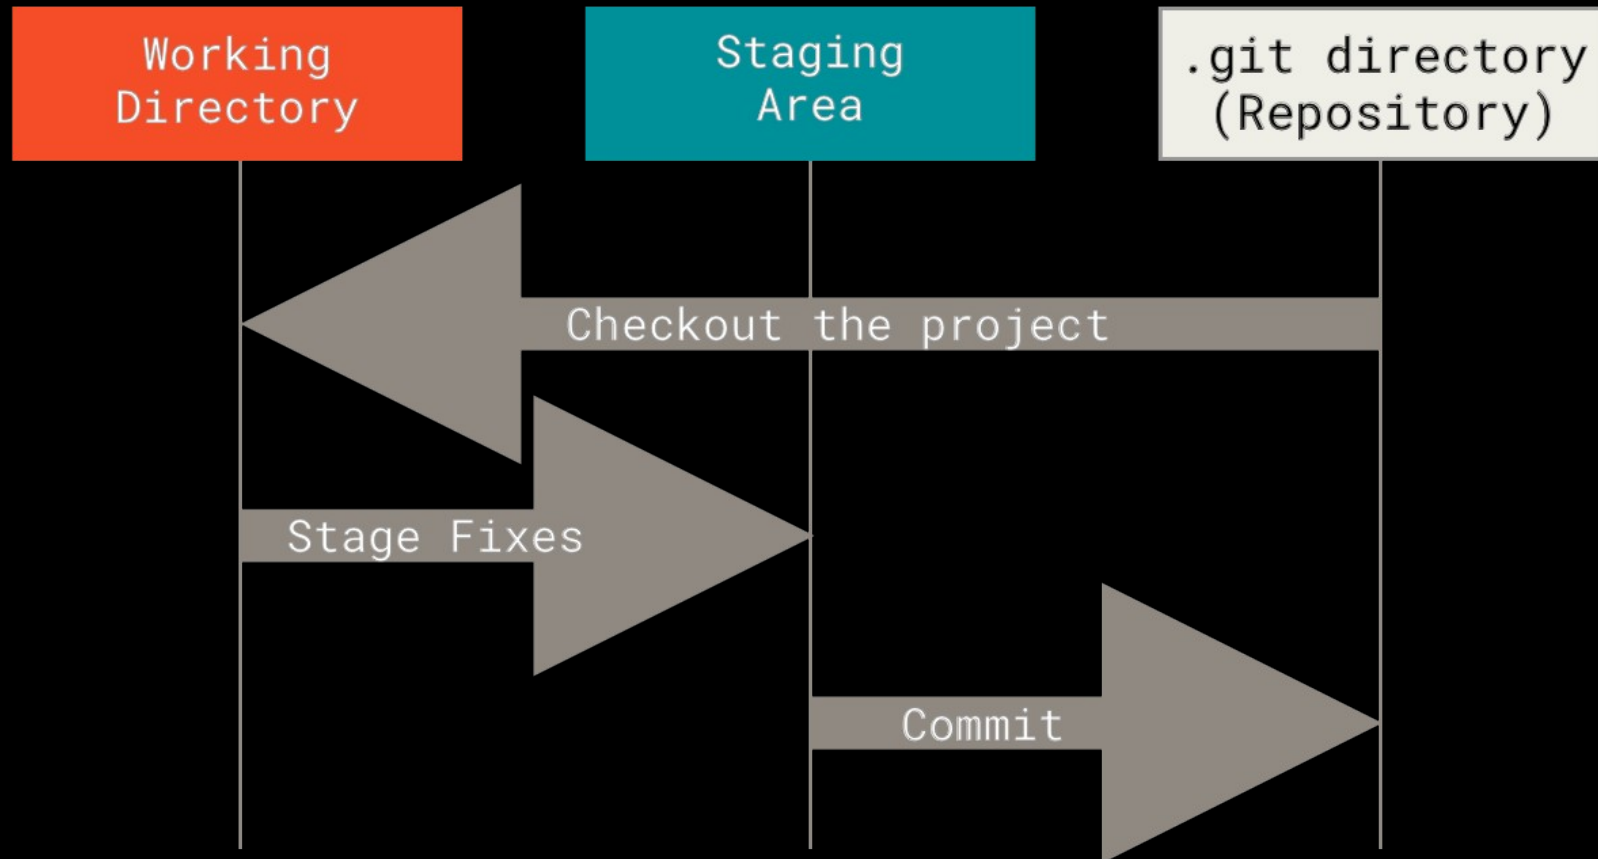 Working
Directory
Staging
Area
.git directory
(Repository)
Checkout the project
Stage Fixes
Commit